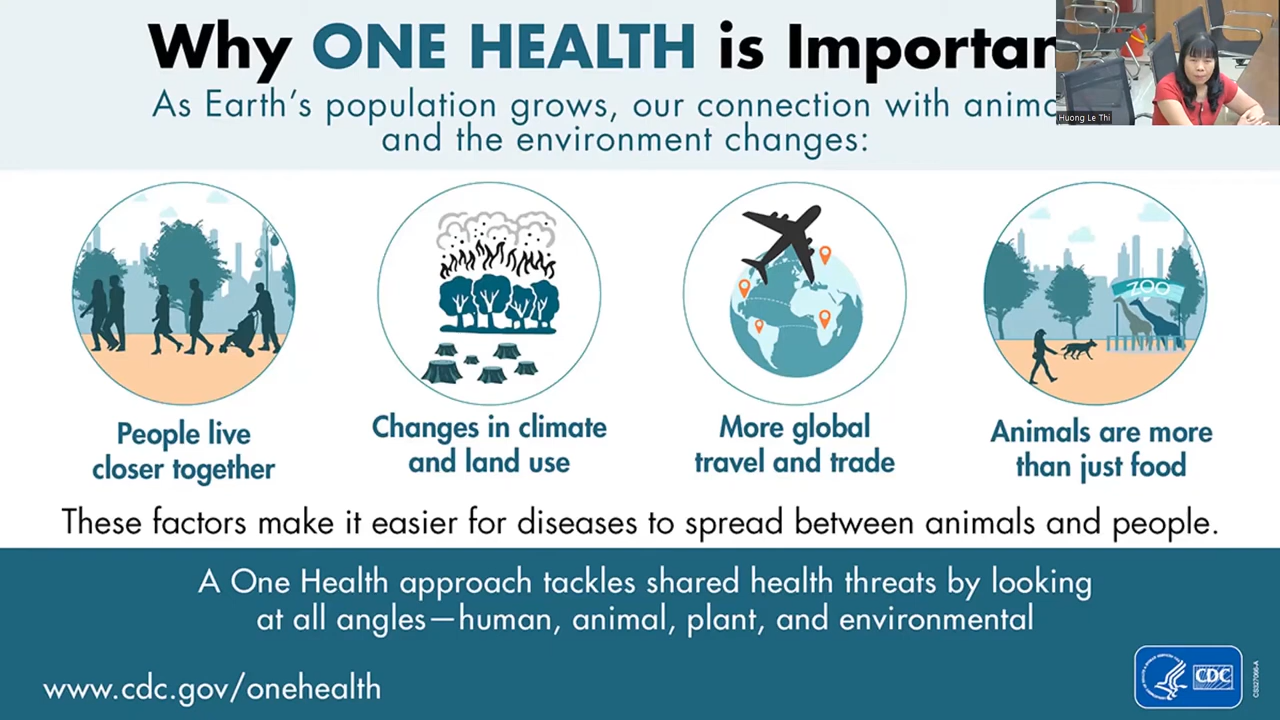 Why ONE HEALTH is Importan
As Earth's population grows, our connection with anima
and the environment changes:
Huong Le Thi
ZOO
People live
closer together
Changes in climate
and land use
More global
travel and trade
Animals are more
than just food
These factors make it easier for diseases to spread between animals and people.
A One Health approach tackles shared health threats by looking
at all angles—human, animal, plant, and environmental
www.cdc.gov/onehealth
CDC